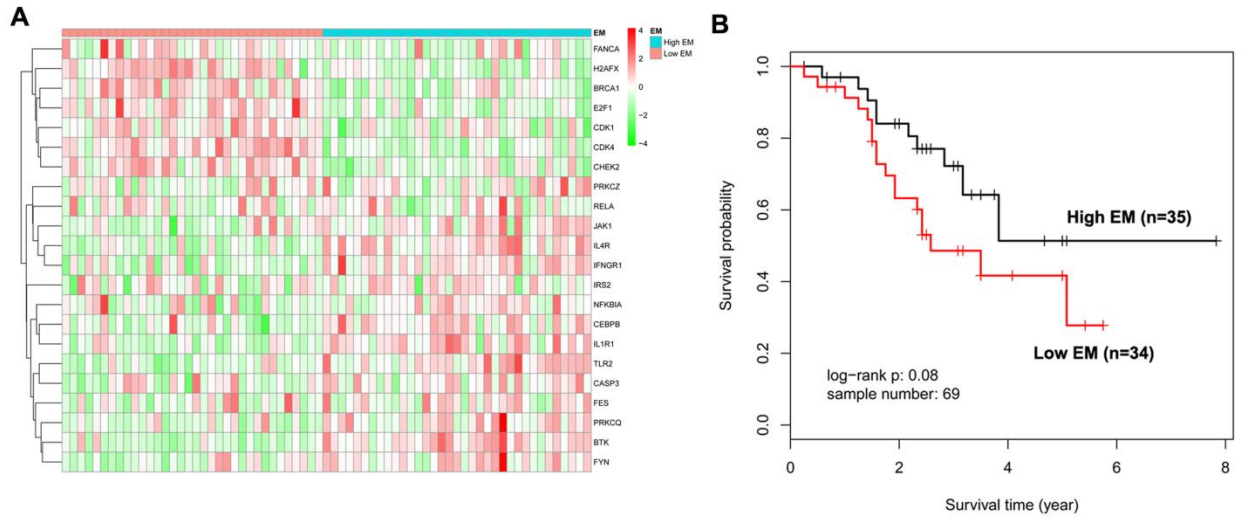 A
EM
FANCA
H2AFX
BRCA1
E2F1
CDK1
CDK4
CHEK2
PRKCZ
RELA
JAK1
IL4R
IFNGR1
IRS2
NFKBIA
CEBPB
IL1R1
TLR2
CASP3
FES
PRKCQ
BTK
FYN
4
2
0
−2
−4
EM
High EM
Low EM
B
1.0
0.8
0.6
0.4
0.2
0.0
Survival probability
High EM (n=35)
Low EM (n=34)
log−rank p: 0.08
sample number: 69
0 2 4 6 8
Survival time (year)